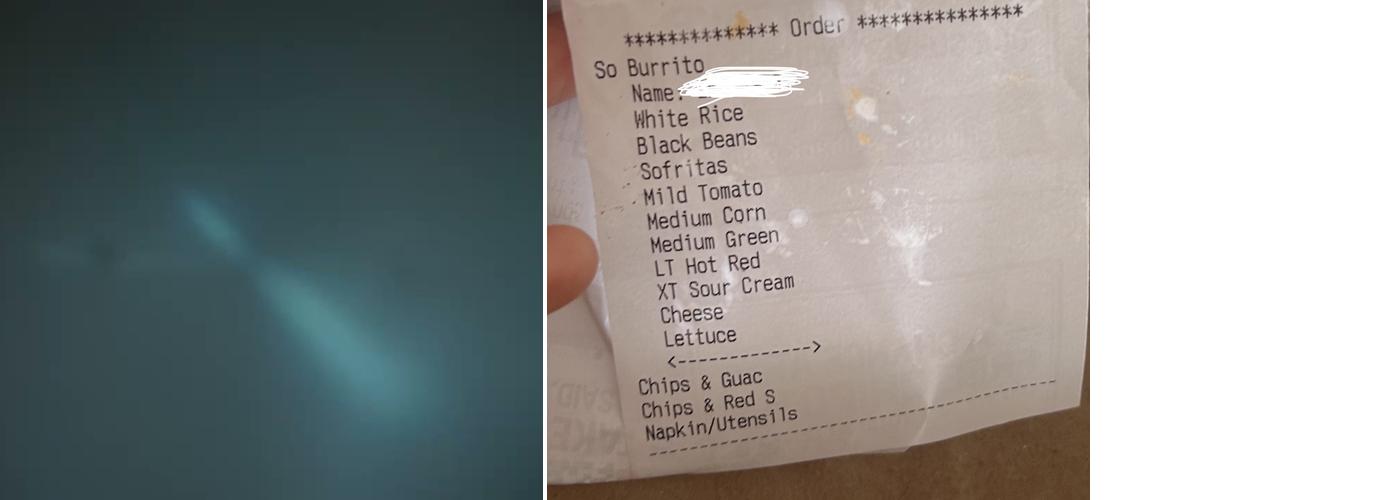 ************** Order ***************
So Burrito
Name:
White Rice
Black Beans
Sofritas
Mild Tomato
Medium Corn
Medium Green
LT Hot Red
XT Sour Cream
Cheese
Lettuce
<------------->
Chips & Guac
Chips & Red S
Napkin/Utensils